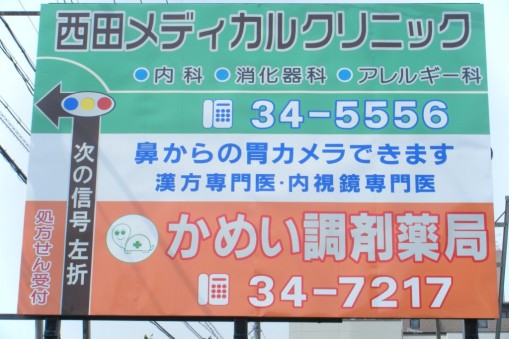 西田メディカルクリニック
●内科 ●消化器科 ●アレルギー科
34-5556
鼻からの胃カメラできます
漢方専門医・内視鏡専門医
次の信号 左折
処方せん受付
かめい調剤薬局
34-7217